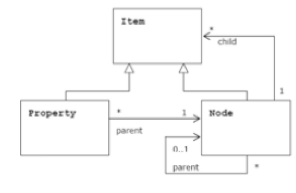 Item
*
child
1
Property
*
1
parent
Node
0..1
parent
*